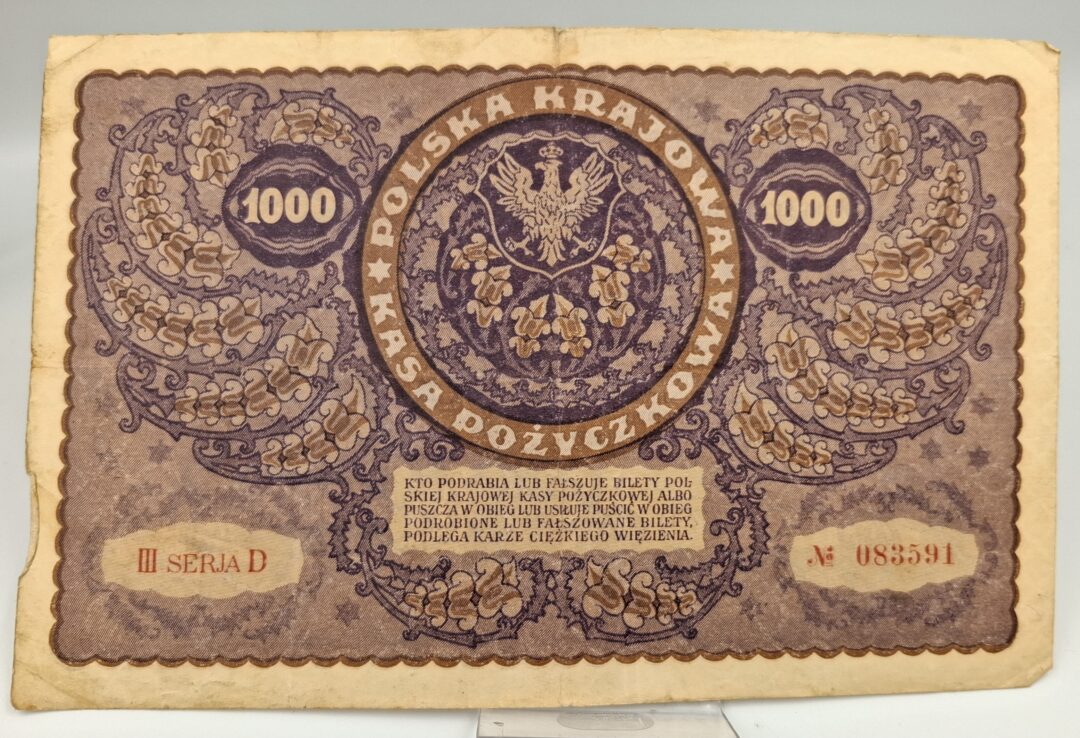 POLSKA KRAJOWA
KASA POŻYCZKOWA
1000
1000
KTO PODRABIA LUB FAŁSZUJE BILETY POL-
SKIEJ KRAJOWEJ KASY POŻYCZKOWEJ ALBO
PUSZCZA W OBIEG LUB USIŁUJE PUŚCIĆ W OBIEG
PODROBIONE LUB FAŁSZOWANE BILETY,
PODLEGA KARZE CIĘŻKIEGO WIĘZIENIA.
III SERJA D
№ 083591